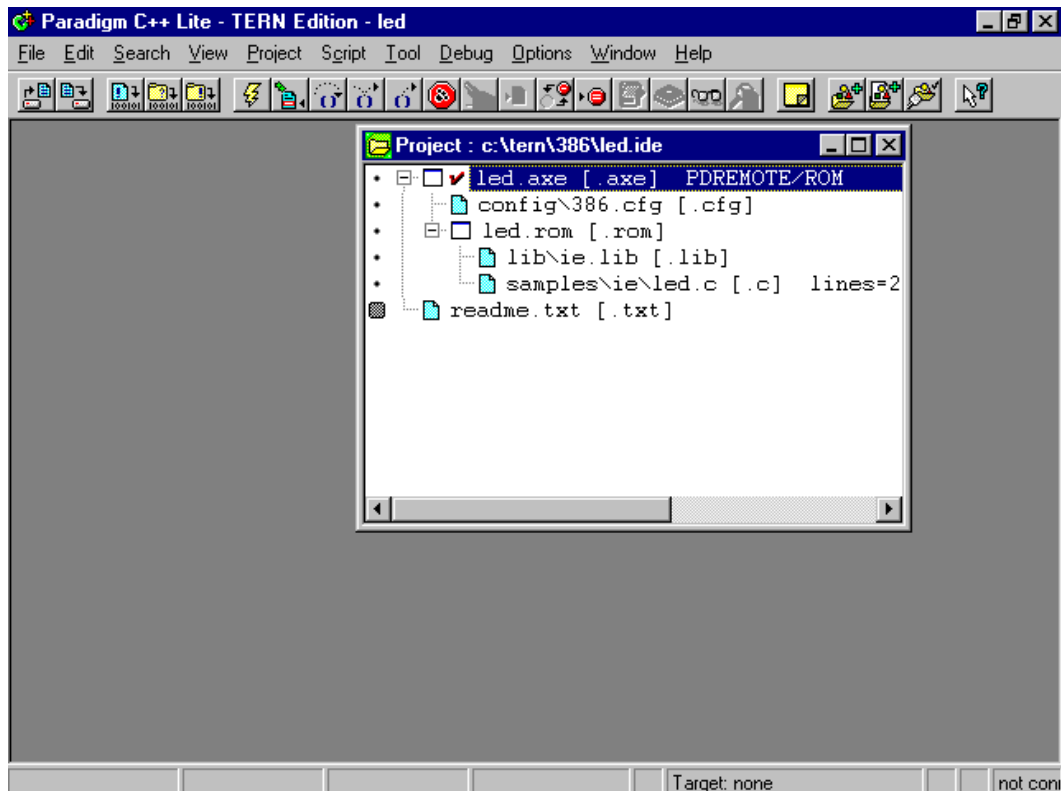 Paradigm C++ Lite - TERN Edition - led
File Edit Search View Project Script Tool Debug Options Window Help
Project : c:\tern\386\led.ide
led.axe [.axe] PDREMOTE/ROM
config\386.cfg [.cfg]
led.rom [.rom]
lib\ie.lib [.lib]
samples\ie\led.c [.c] lines=2
readme.txt [.txt]
Target: none
not con